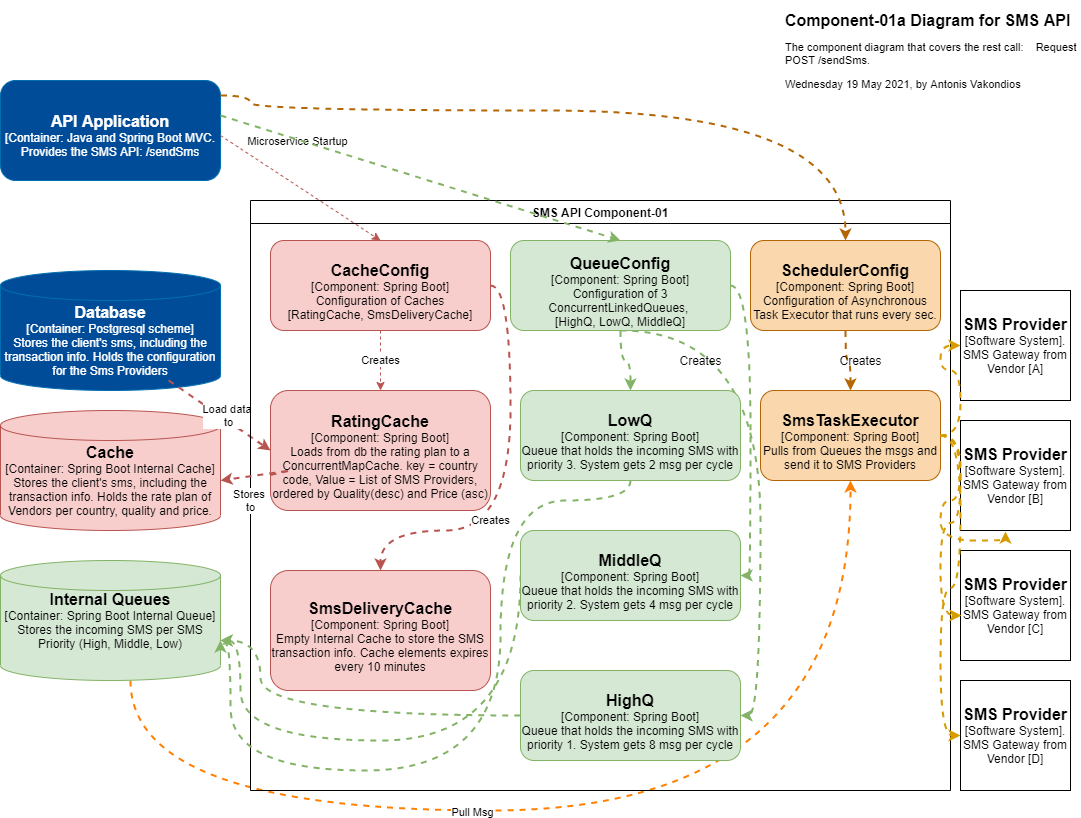 Component-01a Diagram for SMS API
The component diagram that covers the rest call: Request
POST /sendSms.
Wednesday 19 May 2021, by Antonis Vakondios
API Application
[Container: Java and Spring Boot MVC.
Provides the SMS API: /sendSms
Microservice Startup
SMS API Component-01
CacheConfig
[Component: Spring Boot]
Configuration of Caches
[RatingCache, SmsDeliveryCache]
QueueConfig
[Component: Spring Boot]
Configuration of 3
ConcurrentLinkedQueues,
[HighQ, LowQ, MiddleQ]
SchedulerConfig
[Component: Spring Boot]
Configuration of Asynchronous
Task Executor that runs every sec.
Database
[Container: Postgresql scheme]
Stores the client's sms, including the
transaction info. Holds the configuration
for the Sms Providers
SMS Provider
[Software System].
SMS Gateway from
Vendor [A]
Creates
Creates
Creates
Load data
to
RatingCache
[Component: Spring Boot]
Loads from db the rating plan to a
ConcurrentMapCache. key = country
code, Value = List of SMS Providers,
ordered by Quality(desc) and Price (asc)
LowQ
[Component: Spring Boot]
Queue that holds the incoming SMS with
priority 3. System gets 2 msg per cycle
SmsTaskExecutor
[Component: Spring Boot]
Pulls from Queues the msgs and
send it to SMS Providers
Cache
[Container: Spring Boot Internal Cache]
Stores the client's sms, including the
transaction info. Holds the rate plan of
Vendors per country, quality and price.
SMS Provider
[Software System].
SMS Gateway from
Vendor [B]
Stores
to
Creates
MiddleQ
[Component: Spring Boot]
Queue that holds the incoming SMS with
priority 2. System gets 4 msg per cycle
Internal Queues
[Container: Spring Boot Internal Queue]
Stores the incoming SMS per SMS
Priority (High, Middle, Low)
SmsDeliveryCache
[Component: Spring Boot]
Empty Internal Cache to store the SMS
transaction info. Cache elements expires
every 10 minutes
SMS Provider
[Software System].
SMS Gateway from
Vendor [C]
HighQ
[Component: Spring Boot]
Queue that holds the incoming SMS with
priority 1. System gets 8 msg per cycle
SMS Provider
[Software System].
SMS Gateway from
Vendor [D]
Pull Msg